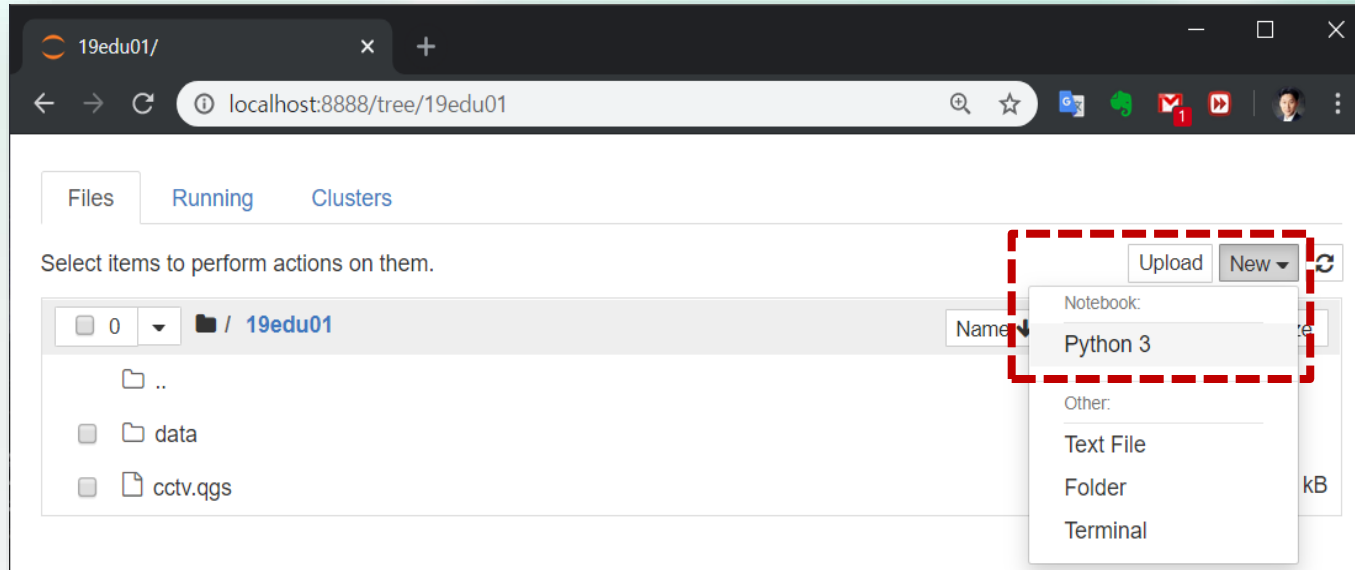 19edu01/
localhost:8888/tree/19edu01
1
Files Running Clusters
Select items to perform actions on them.
Upload New
0 / 19edu01
Name
Notebook:
Python 3
..
Other:
data
Text File
cctv.qgs
Folder
kB
Terminal